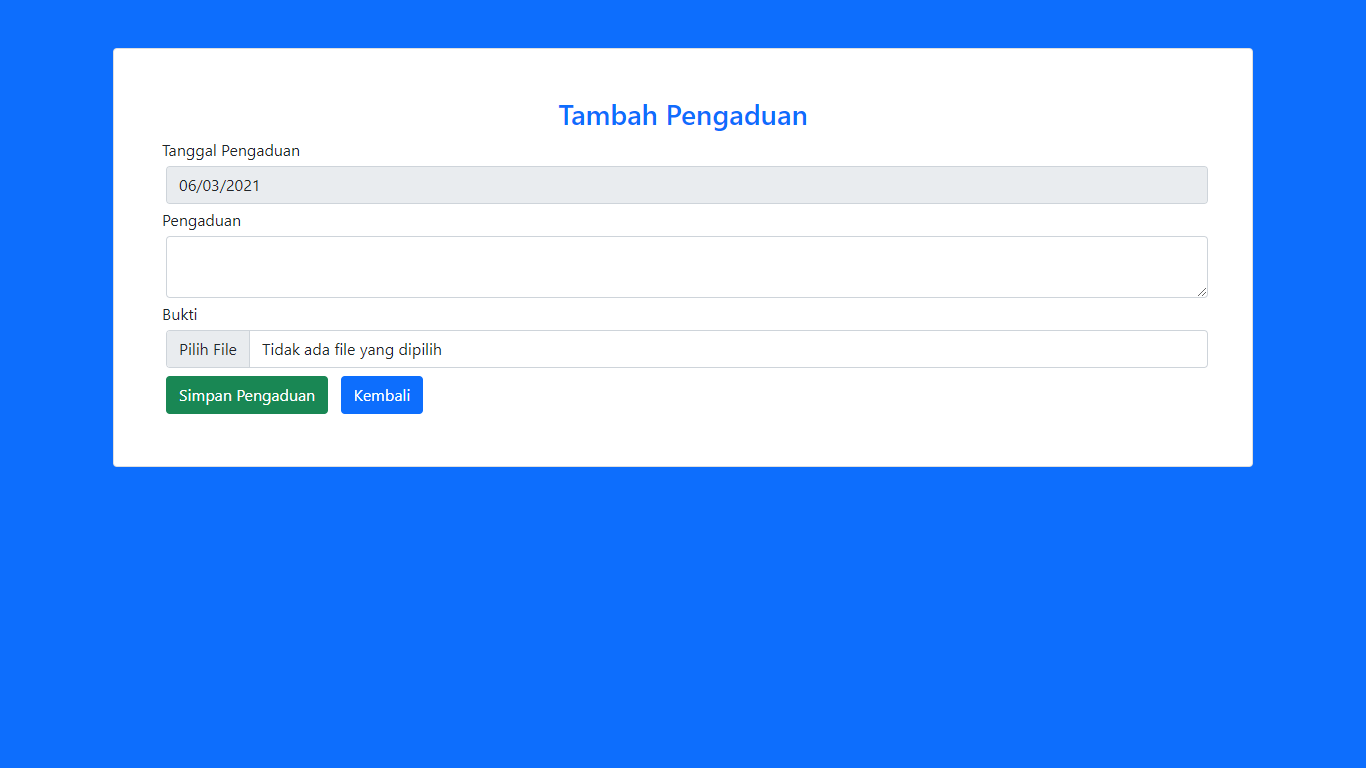 Tambah Pengaduan
Tanggal Pengaduan
06/03/2021
Pengaduan
Bukti
Pilih File Tidak ada file yang dipilih
Simpan Pengaduan Kembali